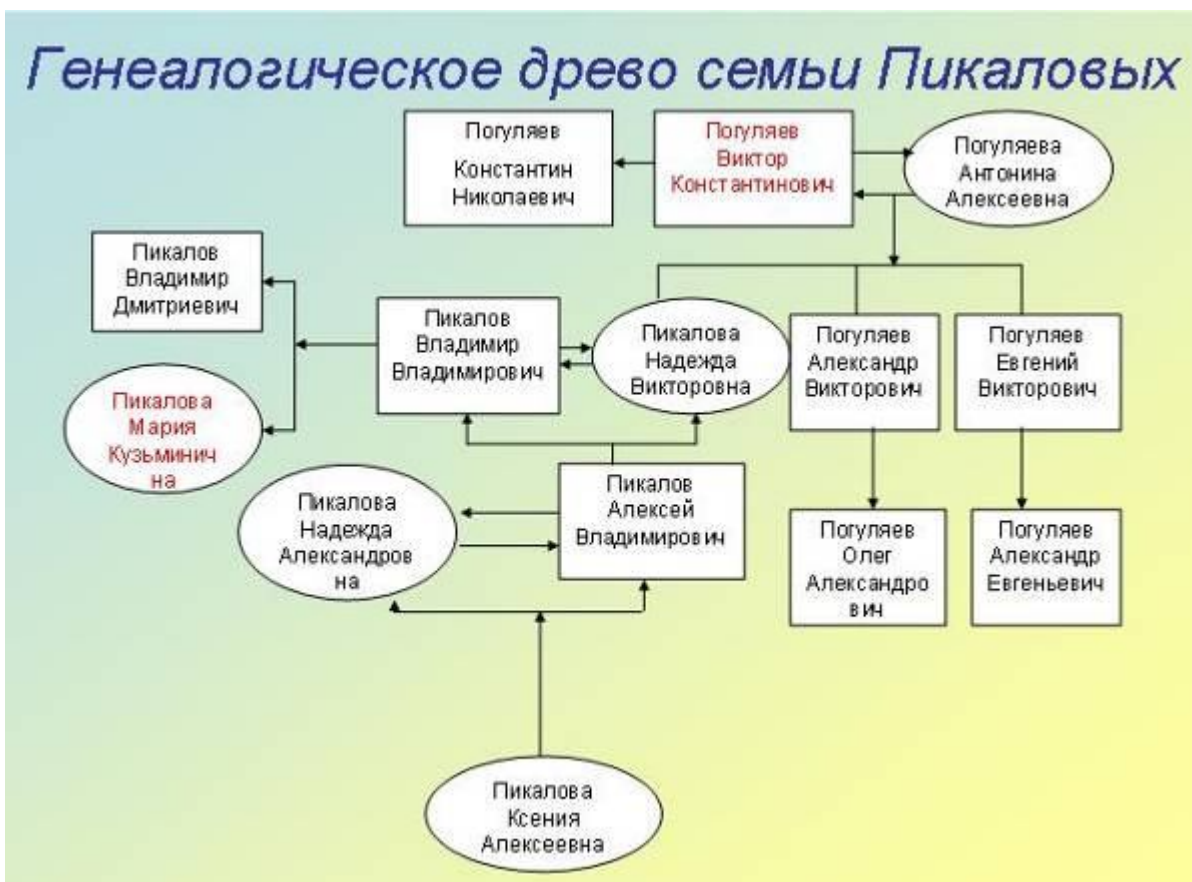 Генеалогическое древо семьи Пикаловых
Погуляев
Константин
Николаевич
Погуляев
Виктор
Константинович
Погуляева
Антонина
Алексеевна
Пикалов
Владимир
Дмитриевич
Пикалов
Владимир
Владимирович
Пикалова
Надежда
Викторовна
Погуляев
Александр
Викторович
Погуляев
Евгений
Викторович
Пикалова
Мария
Кузьминич
на
Пикалова
Надежда
Александров
на
Пикалов
Алексей
Владимирович
Погуляев
Олег
Александро
вич
Погуляев
Александр
Евгеньевич
Пикалова
Ксения
Алексеевна